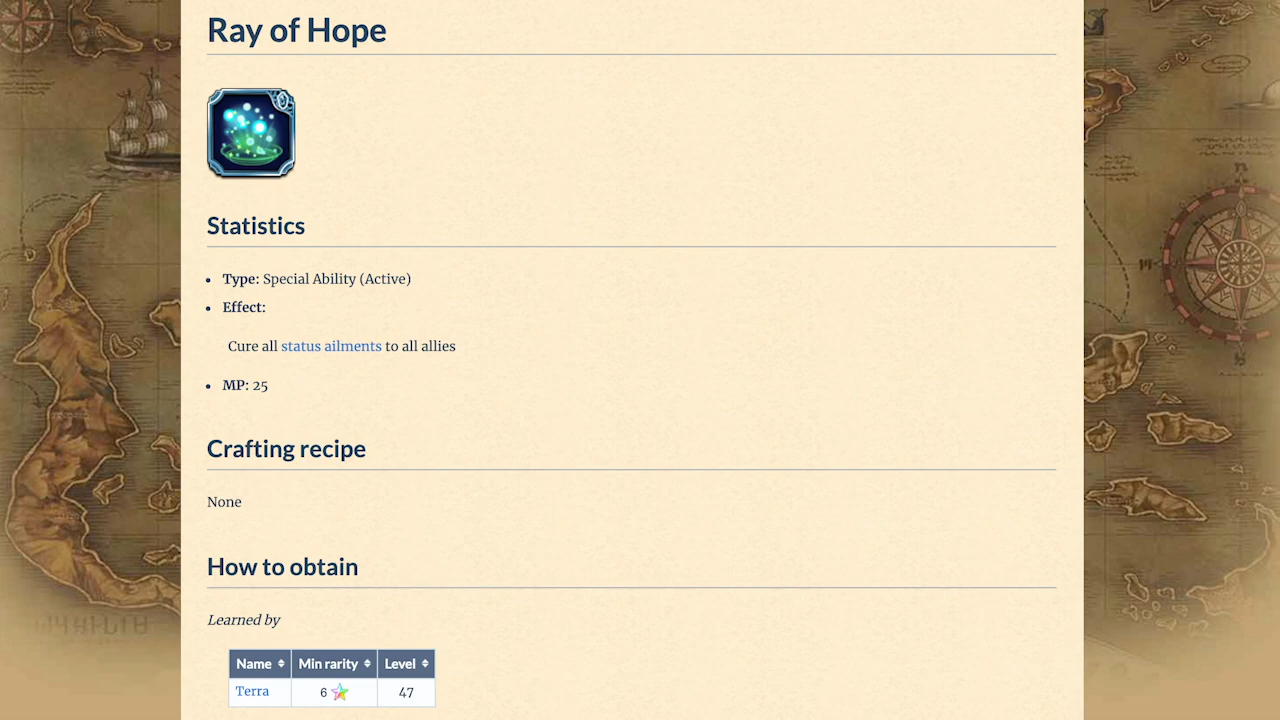 Ray of Hope
Statistics
Type: Special Ability (Active)
Effect:
Cure all status ailments to all allies
MP: 25
Crafting recipe
None
How to obtain
Learned by
Name Min rarity Level
Terra 6 47